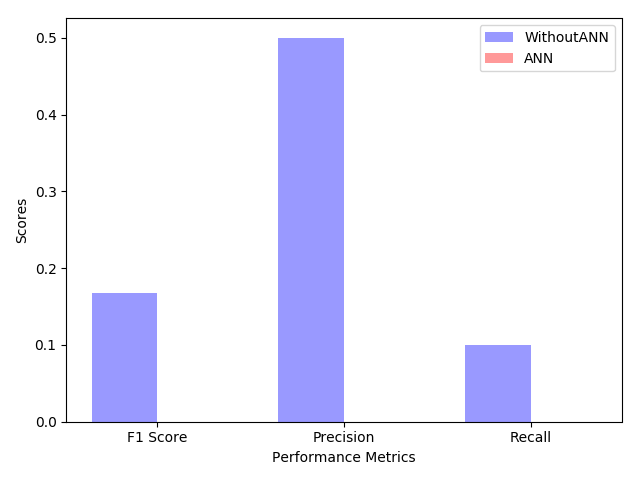 WithoutANN
ANN
0.5
0.4
0.3
0.2
0.1
0.0
Scores
F1 Score
Precision
Recall
Performance Metrics